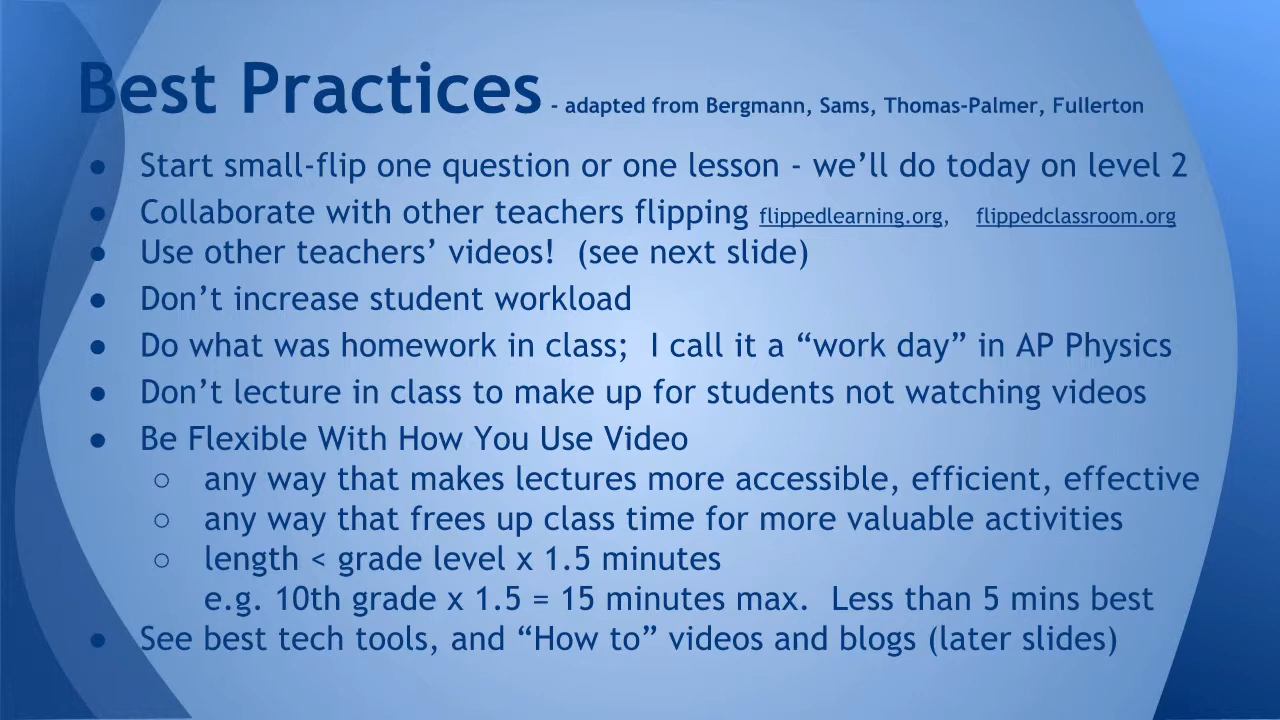 Best Practices - adapted from Bergmann, Sams, Thomas-Palmer, Fullerton
● Start small-flip one question or one lesson - we’ll do today on level 2
● Collaborate with other teachers flipping flippedlearning.org, flippedclassroom.org
● Use other teachers’ videos! (see next slide)
● Don’t increase student workload
● Do what was homework in class; I call it a “work day” in AP Physics
● Don’t lecture in class to make up for students not watching videos
● Be Flexible With How You Use Video
○ any way that makes lectures more accessible, efficient, effective
○ any way that frees up class time for more valuable activities
○ length < grade level x 1.5 minutes
e.g. 10th grade x 1.5 = 15 minutes max. Less than 5 mins best
● See best tech tools, and “How to” videos and blogs (later slides)